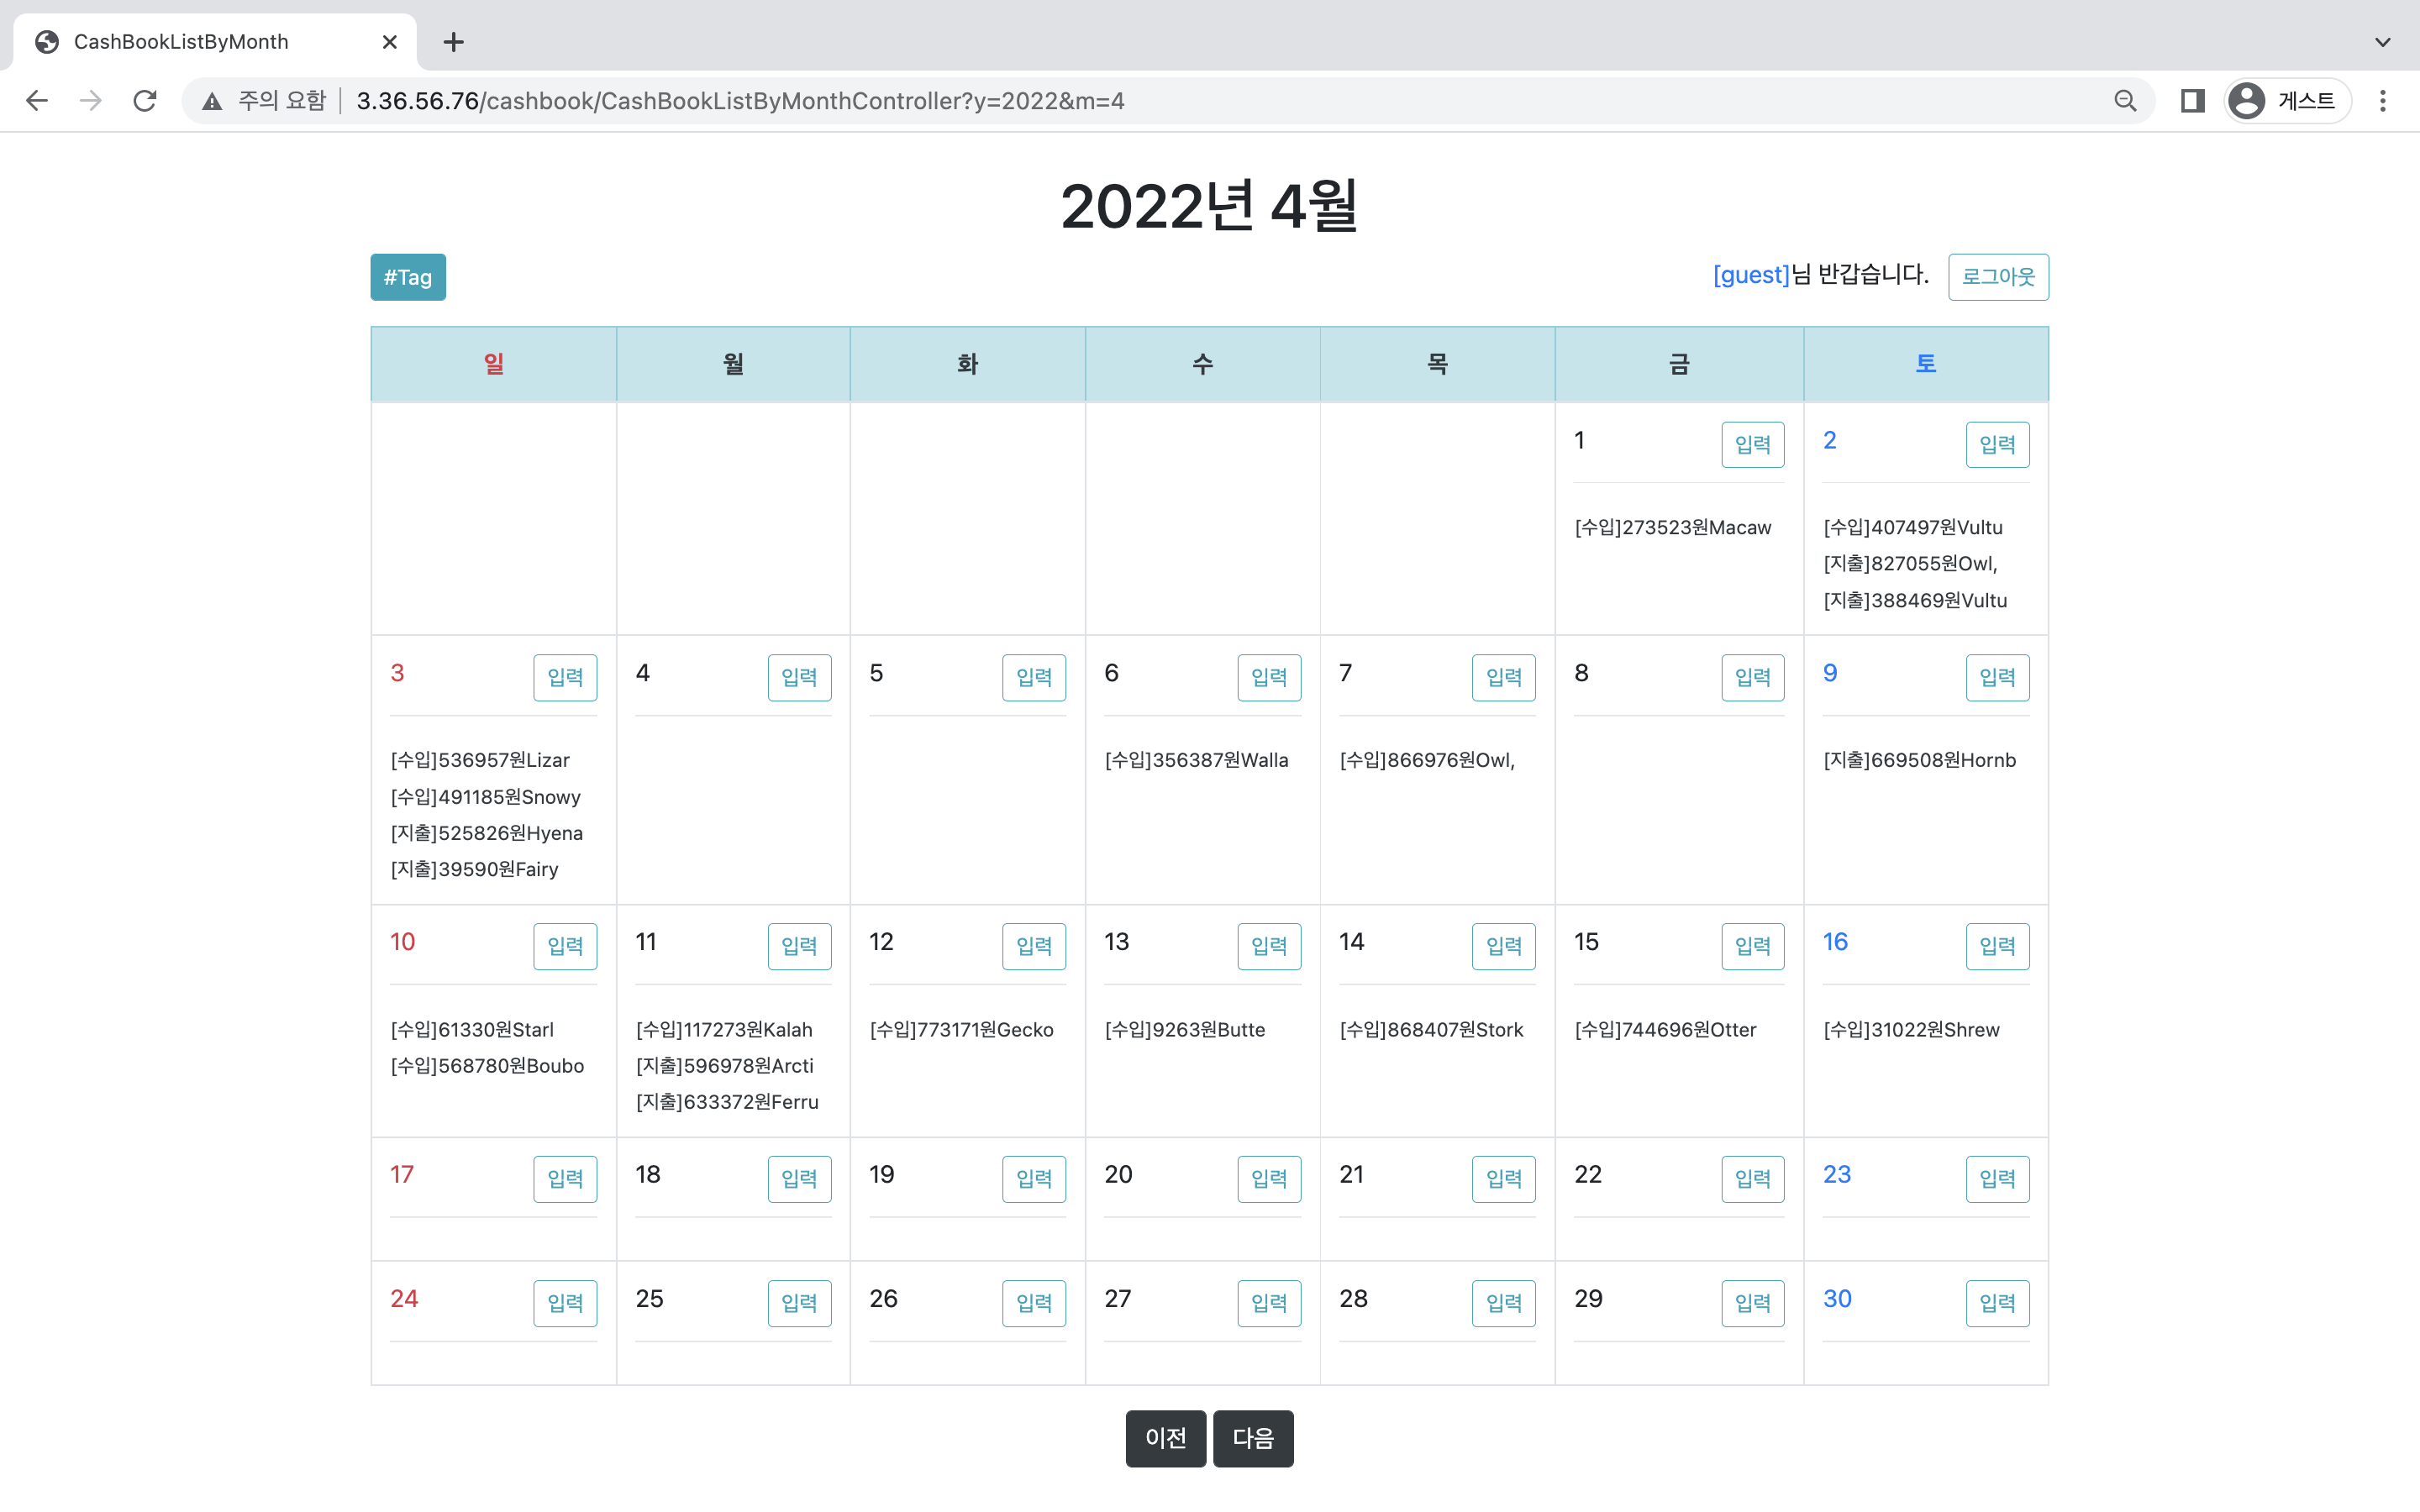 CashBookListByMonth
주의 요함 3.36.56.76/cashbook/CashBookListByMonthController?y=2022&m=4 게스트
2022년 4월
#Tag [guest]님 반갑습니다. 로그아웃
일 월 화 수 목 금 토
1 입력 2 입력
[수입]273523원Macaw [수입]407497원Vultu
[지출]827055원Owl,
[지출]388469원Vultu
3 입력 4 입력 5 입력 6 입력 7 입력 8 입력 9 입력
[수입]536957원Lizar [수입]356387원Walla [수입]866976원Owl, [지출]669508원Hornb
[수입]491185원Snowy
[지출]525826원Hyena
[지출]39590원Fairy
10 입력 11 입력 12 입력 13 입력 14 입력 15 입력 16 입력
[수입]61330원Starl [수입]117273원Kalah [수입]773171원Gecko [수입]9263원Butte [수입]868407원Stork [수입]744696원Otter [수입]31022원Shrew
[수입]568780원Boubo [지출]596978원Arcti
[지출]633372원Ferru
17 입력 18 입력 19 입력 20 입력 21 입력 22 입력 23 입력
24 입력 25 입력 26 입력 27 입력 28 입력 29 입력 30 입력
이전 다음